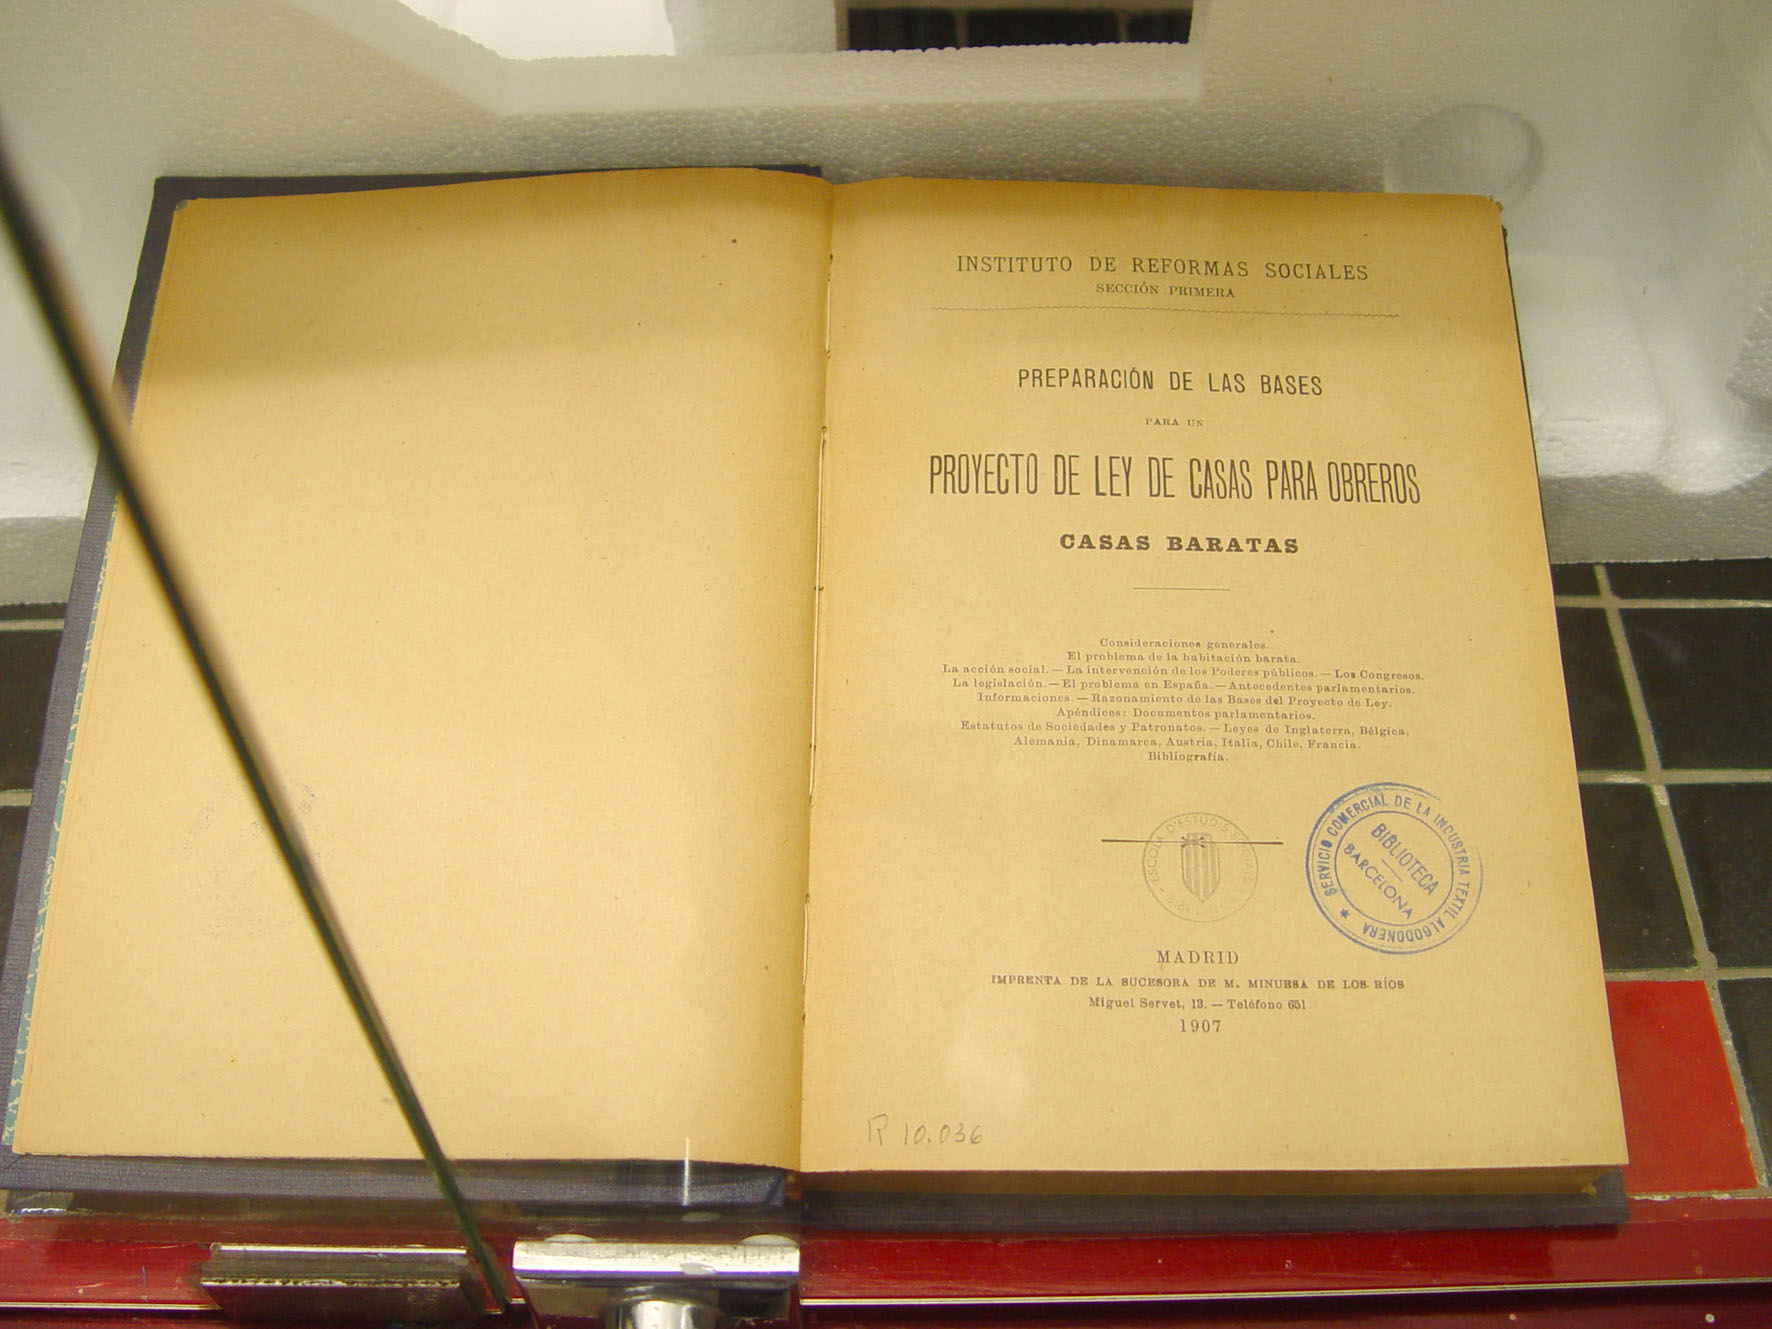 INSTITUTO DE REFORMAS SOCIALES
SECCIÓN PRIMERA
PREPARACIÓN DE LAS BASES
PARA UN
PROYECTO DE LEY DE CASAS PARA OBREROS
CASAS BARATAS
Consideraciones generales.
El problema de la habitación barata.
La acción social. — La intervención de los Poderes públicos. — Los Congresos.
La legislación. — El problema en España. — Antecedentes parlamentarios.
Informaciones. — Razonamiento de las Bases del Proyecto de Ley.
Apéndices: Documentos parlamentarios.
Estatutos de Sociedades y Patronatos. — Leyes de Inglaterra, Bélgica,
Alemania, Dinamarca, Austria, Italia, Chile, Francia.
Bibliografía.
ESCOLA D'ESTUDIS SOCIALS
SERVICIO COMERCIAL DE LA INDUSTRIA TEXTIL ALGODONERA
BIBLIOTECA
BARCELONA
MADRID
IMPRENTA DE LA SUCESORA DE M. MINUESA DE LOS RÍOS
Miguel Servet, 13. — Teléfono 651
1907
R 10.036